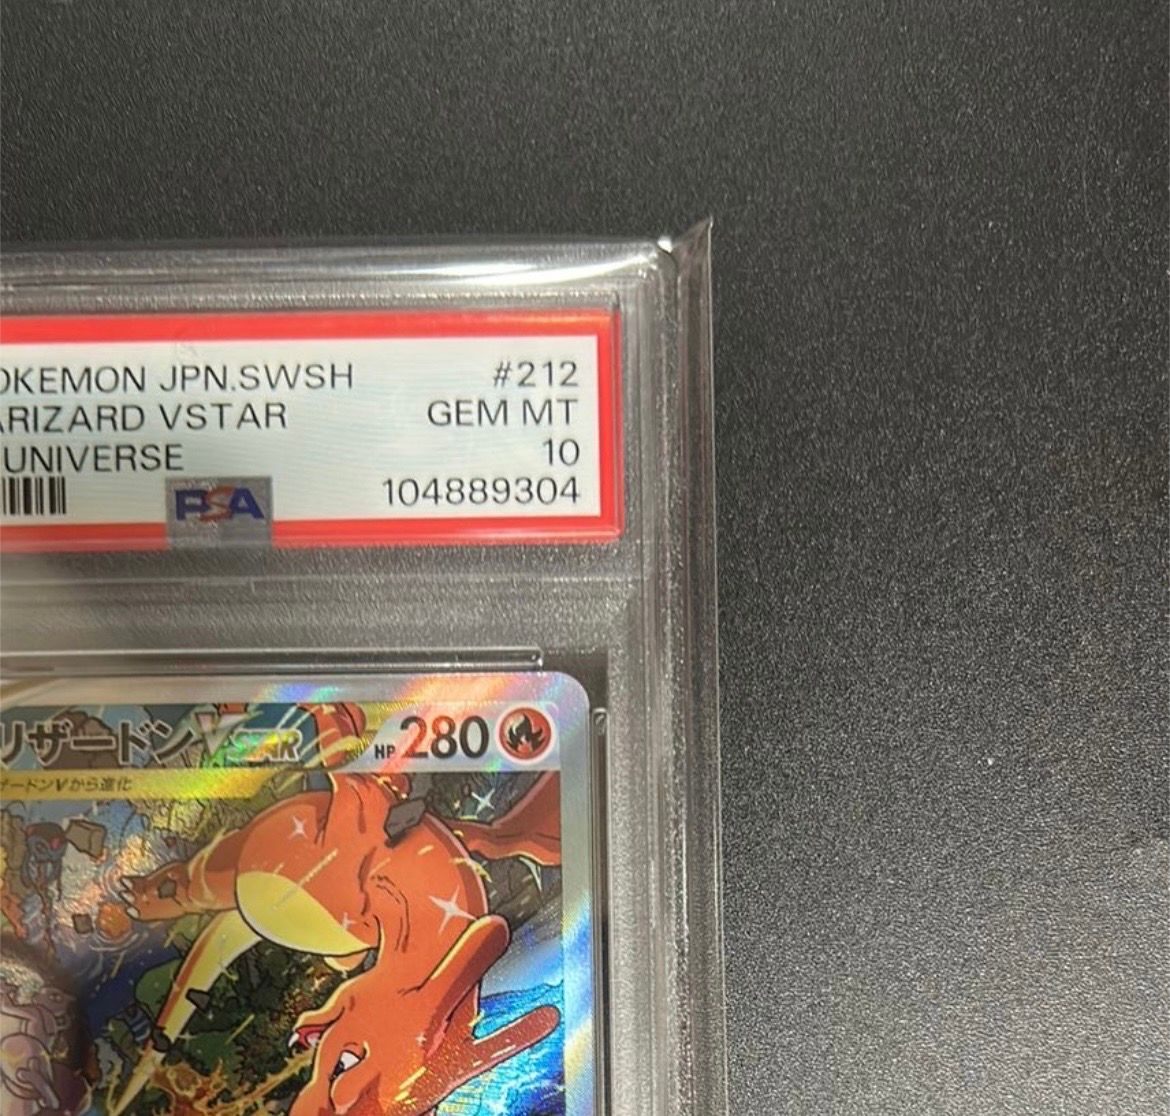 OKEMON JPN.SWSH #212
ARIZARD VSTAR GEM MT
UNIVERSE 10
PSA 104889304
リザードンVSTAR HP 280
ザードンVから進化